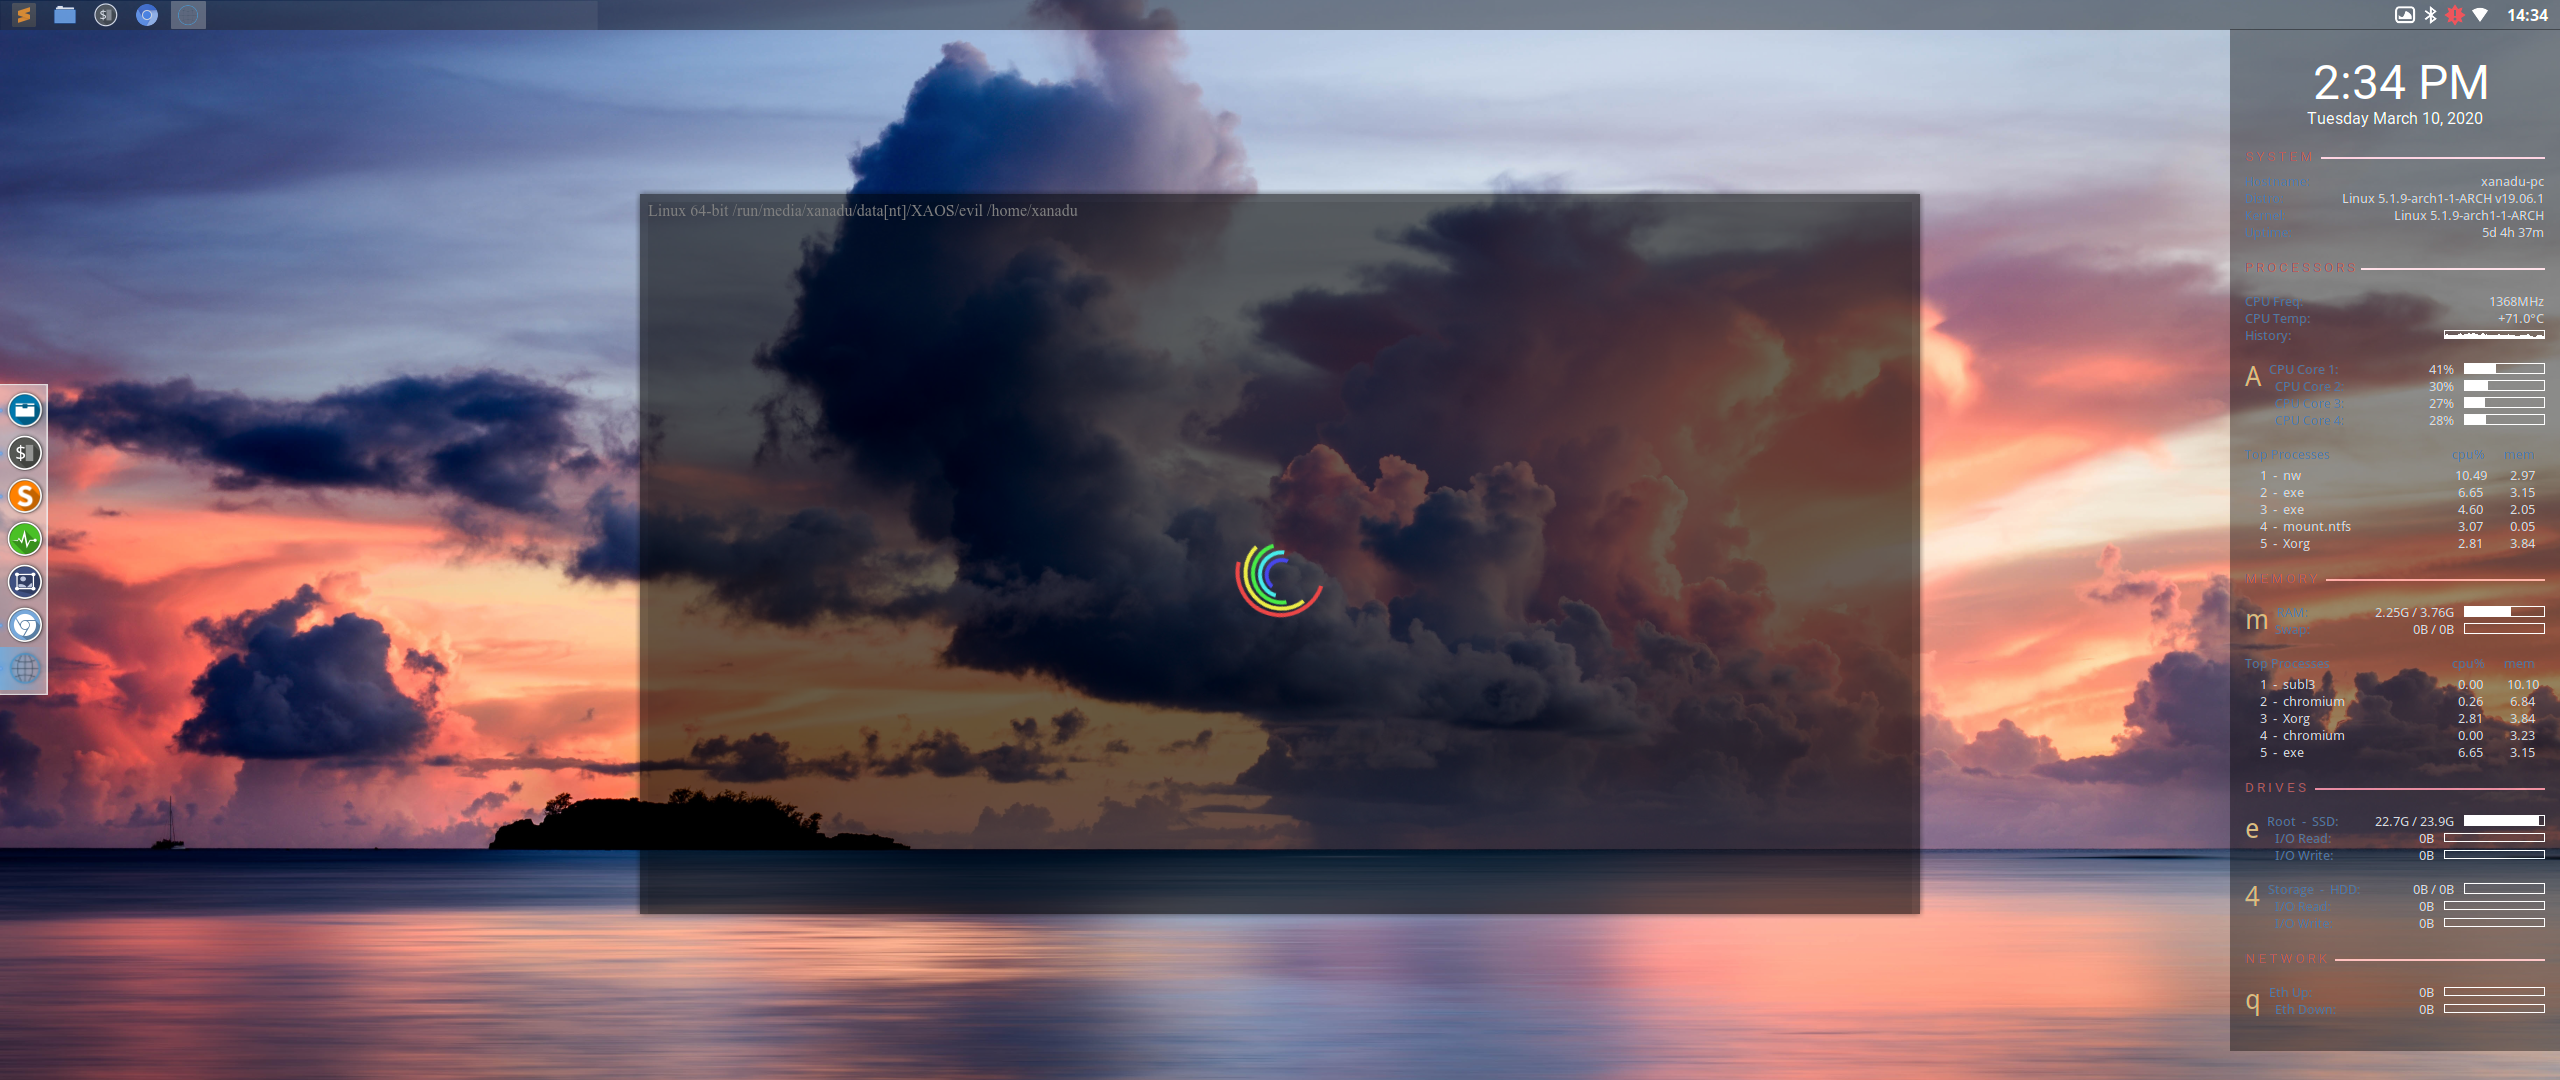 14:34
Linux 64-bit /run/media/xanadu/data[nt]/XAOS/evil /home/xanadu
2:34 PM
Tuesday March 10, 2020
SYSTEM
xanadu-pc
Linux 5.1.9-arch1-1-ARCH v19.06.1
Linux 5.1.9-arch1-1-ARCH
5d 4h 37m
PROCESSORS
CPU Freq: 1368MHz
CPU Temp: +71.0°C
History:
A CPU Core 1: 41%
CPU Core 2: 30%
CPU Core 3: 27%
CPU Core 4: 28%
Top Processes cpu% mem
1 - nw 10.49 2.97
2 - exe 6.65 3.15
3 - exe 4.60 2.05
4 - mount.ntfs 3.07 0.05
5 - Xorg 2.81 3.84
MEMORY
m RAM: 2.25G / 3.76G
0B / 0B
Top Processes cpu% mem
1 - subl3 0.00 10.10
2 - chromium 0.26 6.84
3 - Xorg 2.81 3.84
4 - chromium 0.00 3.23
5 - exe 6.65 3.15
DRIVES
e Root - SSD: 22.7G / 23.9G
I/O Read: 0B
I/O Write: 0B
4 Storage - HDD: 0B / 0B
I/O Read: 0B
I/O Write: 0B
NETWORK
q Eth Up: 0B
Eth Down: 0B